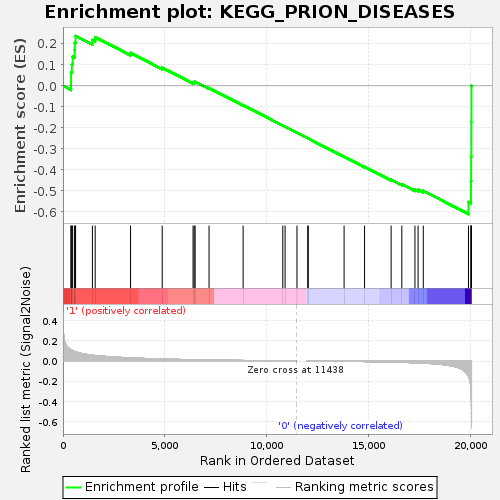 Enrichment plot: KEGG_PRION_DISEASES
Enrichment score (ES)
0.2
0.1
0.0
-0.1
-0.2
-0.3
-0.4
-0.5
-0.6
'1' (positively correlated)
Ranked list metric (Signal2Noise)
0.4
0.2
0.0
-0.2
-0.4
-0.6
Zero cross at 11438
'0' (negatively correlated)
0
5,000
10,000
15,000
20,000
Rank in Ordered Dataset
Enrichment profile
Hits
Ranking metric scores